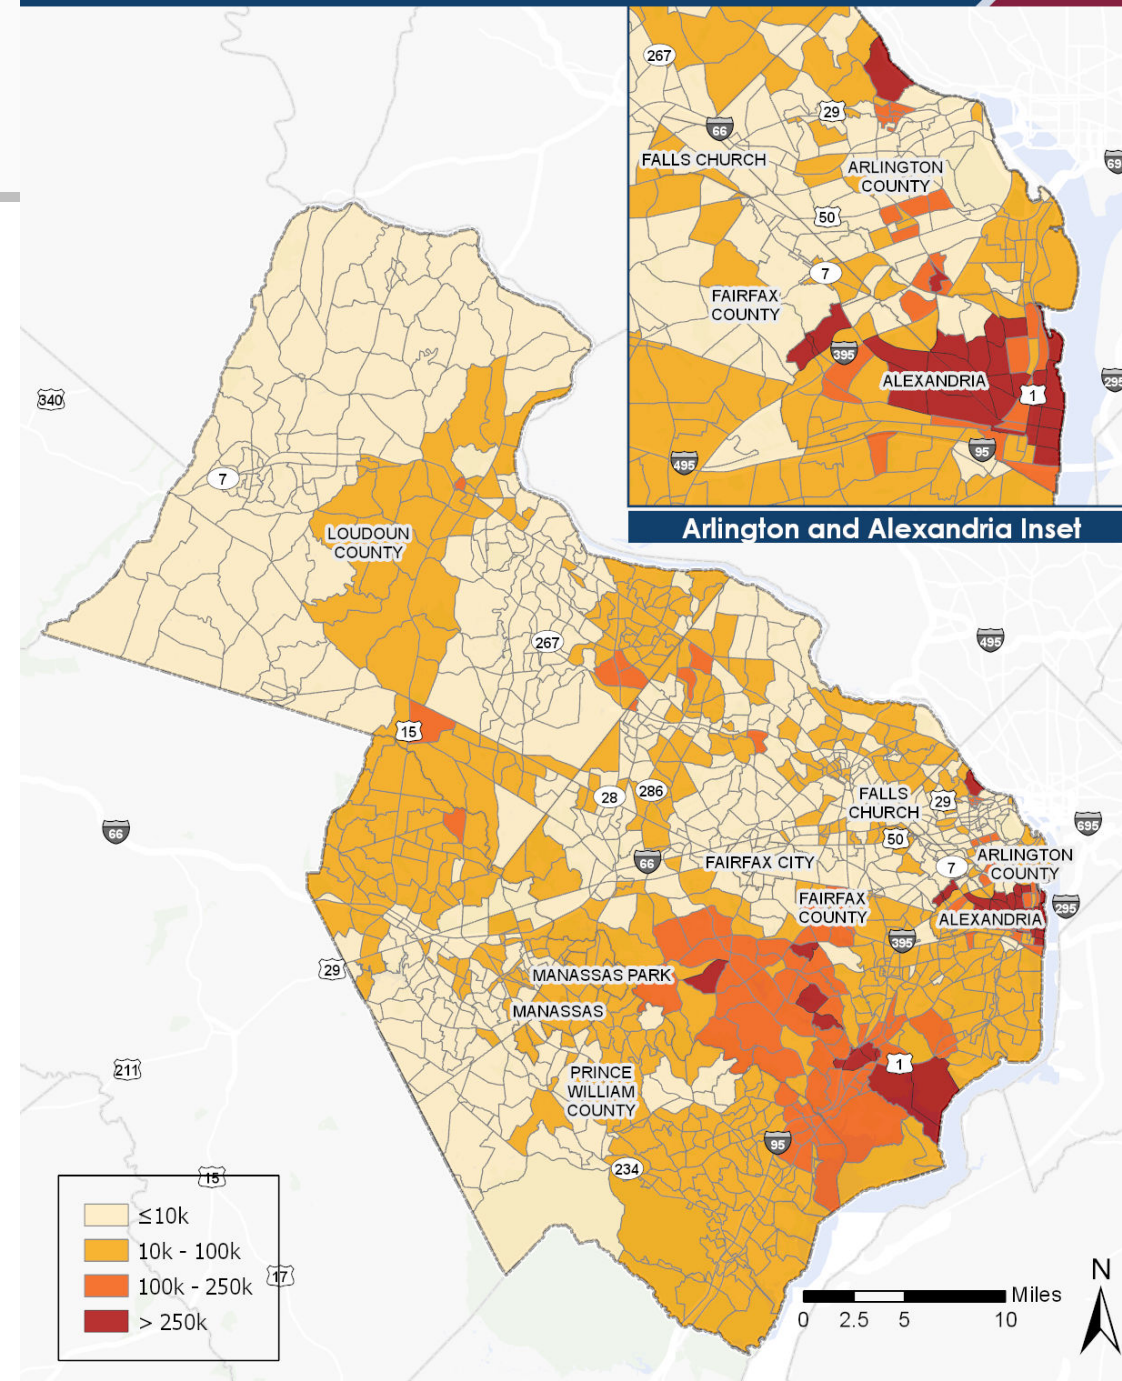 267
29
66
69
FALLS CHURCH
ARLINGTON
COUNTY
50
7
FAIRFAX
COUNTY
395
ALEXANDRIA
295
1
95
495
Arlington and Alexandria Inset
340
7
LOUDOUN
COUNTY
267
495
15
28
286
FALLS
CHURCH
29
50
695
66
66
FAIRFAX CITY
7
ARLINGTON
COUNTY
FAIRFAX
COUNTY
295
ALEXANDRIA
395
29
MANASSAS PARK
MANASSAS
211
1
PRINCE
WILLIAM
COUNTY
95
234
15
17
≤10k
10k - 100k
100k - 250k
> 250k
N
Miles
0 2.5 5 10